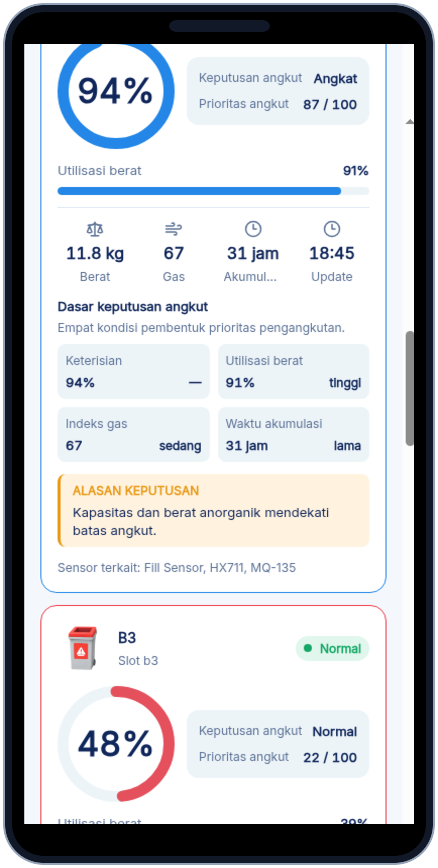 94%
Keputusan angkut Angkat
Prioritas angkut 87 / 100
Utilisasi berat 91%
11.8 kg 67 31 jam 18:45
Berat Gas Akumul... Update
Dasar keputusan angkut
Empat kondisi pembentuk prioritas pengangkutan.
Keterisian
94% —
Utilisasi berat
91% tinggi
Indeks gas
67 sedang
Waktu akumulasi
31 jam lama
ALASAN KEPUTUSAN
Kapasitas dan berat anorganik mendekati
batas angkut.
Sensor terkait: Fill Sensor, HX711, MQ-135
B3
Slot b3
Normal
48%
Keputusan angkut Normal
Prioritas angkut 22 / 100
Utilisasi berat 39%